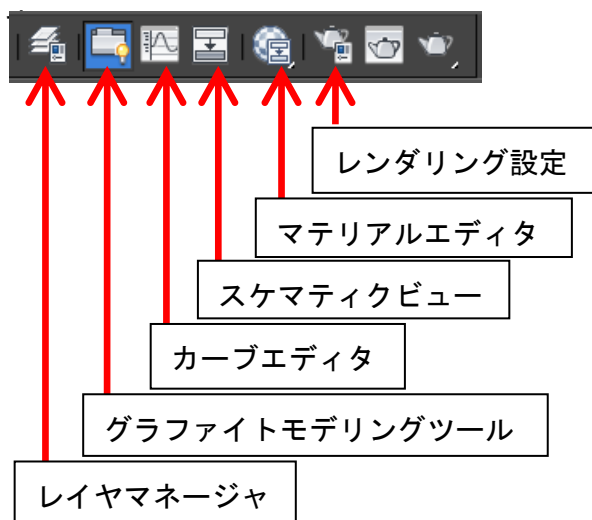 レンダリング設定
マテリアルエディタ
スケマティクビュー
カーブエディタ
グラファイトモデリングツール
レイヤマネージャ